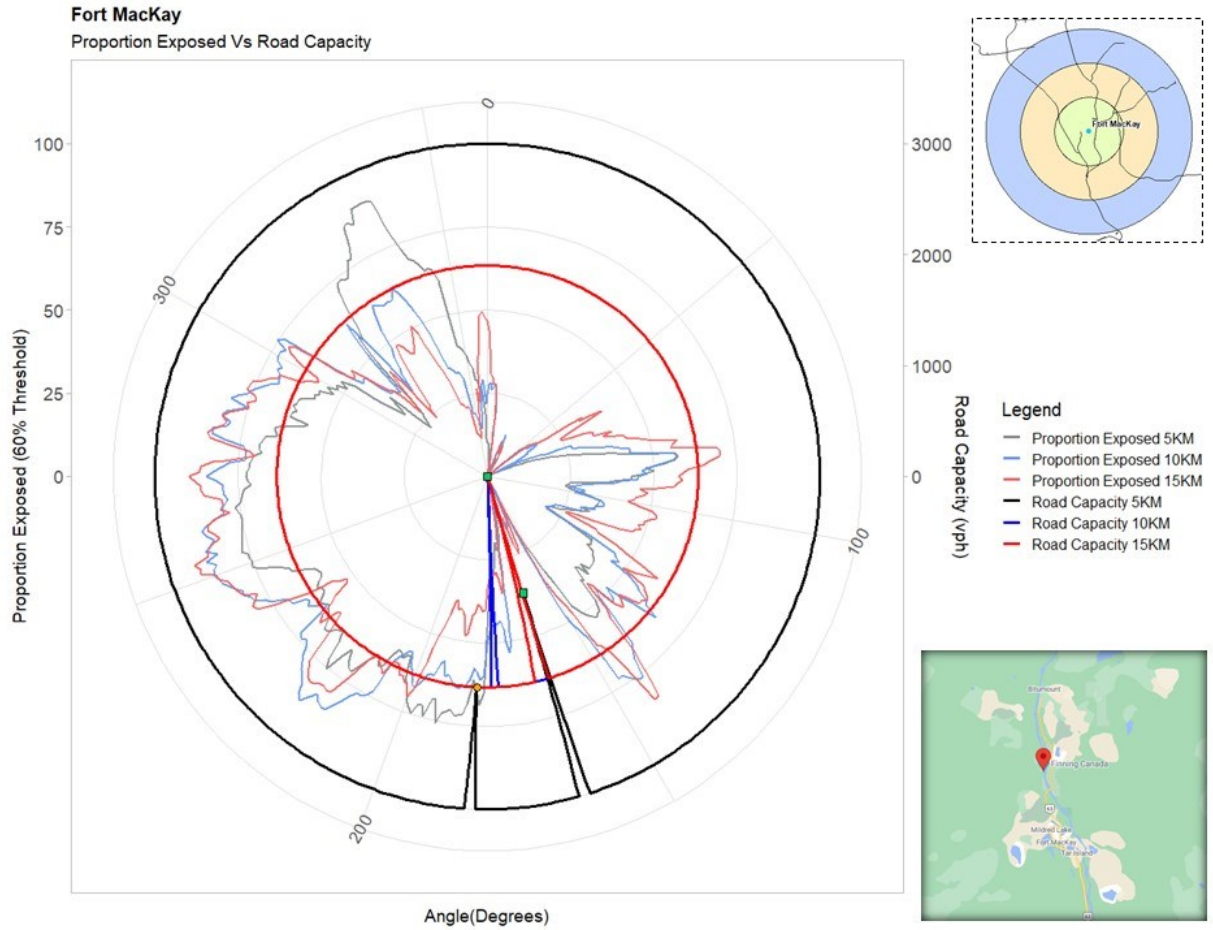 Fort MacKay
Proportion Exposed Vs Road Capacity
0
100
200
300
100
75
50
25
0
3000
2000
1000
0
Proportion Exposed (60% Threshold)
Road Capacity (vph)
Angle(Degrees)
Fort MacKay
Legend
Proportion Exposed 5KM
Proportion Exposed 10KM
Proportion Exposed 15KM
Road Capacity 5KM
Road Capacity 10KM
Road Capacity 15KM
Bitumount
Finning Canada
63
Mildred Lake
Fort MacKay
Tar Island
63